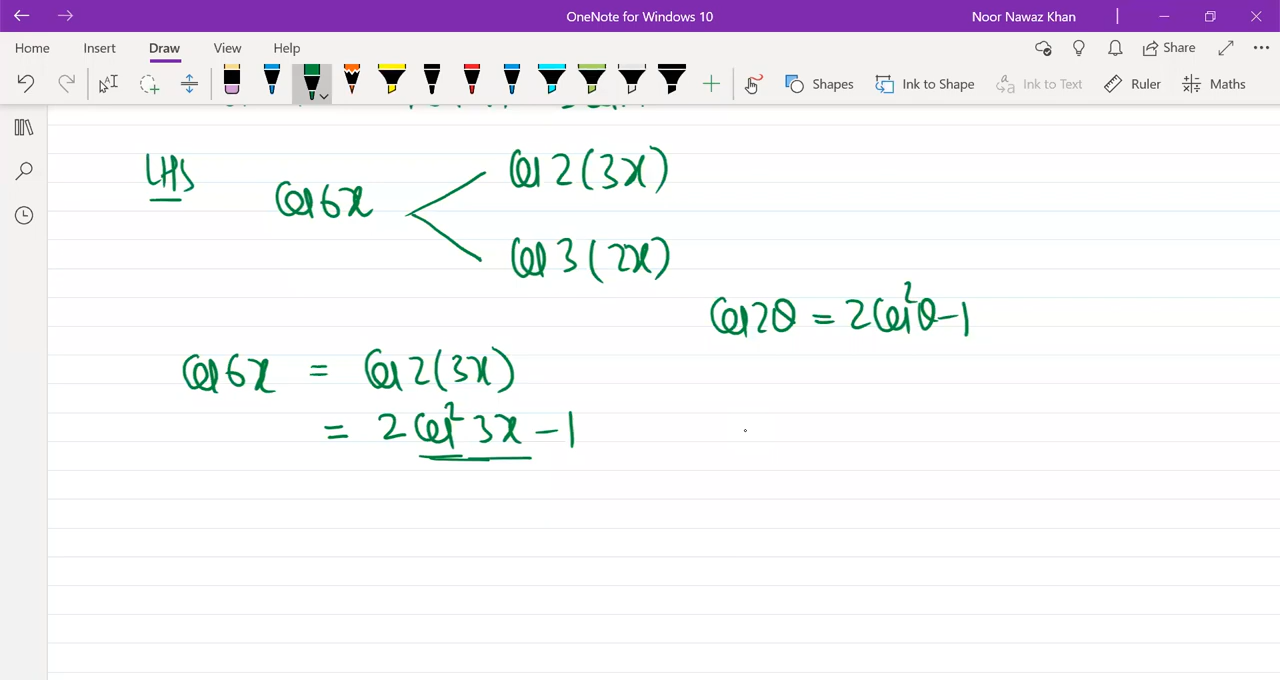 OneNote for Windows 10
Noor Nawaz Khan
Home Insert Draw View Help
Share
Shapes Ink to Shape Ink to Text Ruler Maths
LHS
Cos 2(3x)
Cos 6x
Cos 3(2x)
Cos 2θ = 2Cos²θ-1
Cos 6x = Cos 2(3x)
= 2Cos² 3x - 1